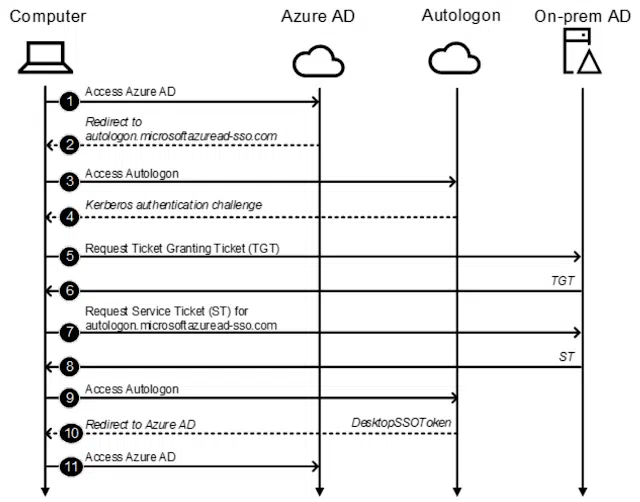 Computer
Azure AD
Autologon
On-prem AD
1 Access Azure AD
Redirect to
2 autologon.microsoftazuread-sso.com
3 Access Autologon
4 Kerberos authentication challenge
5 Request Ticket Granting Ticket (TGT)
6 TGT
Request Service Ticket (ST) for
7 autologon.microsoftazuread-sso.com
8 ST
9 Access Autologon
10 Redirect to Azure AD DesktopSSOToken
11 Access Azure AD